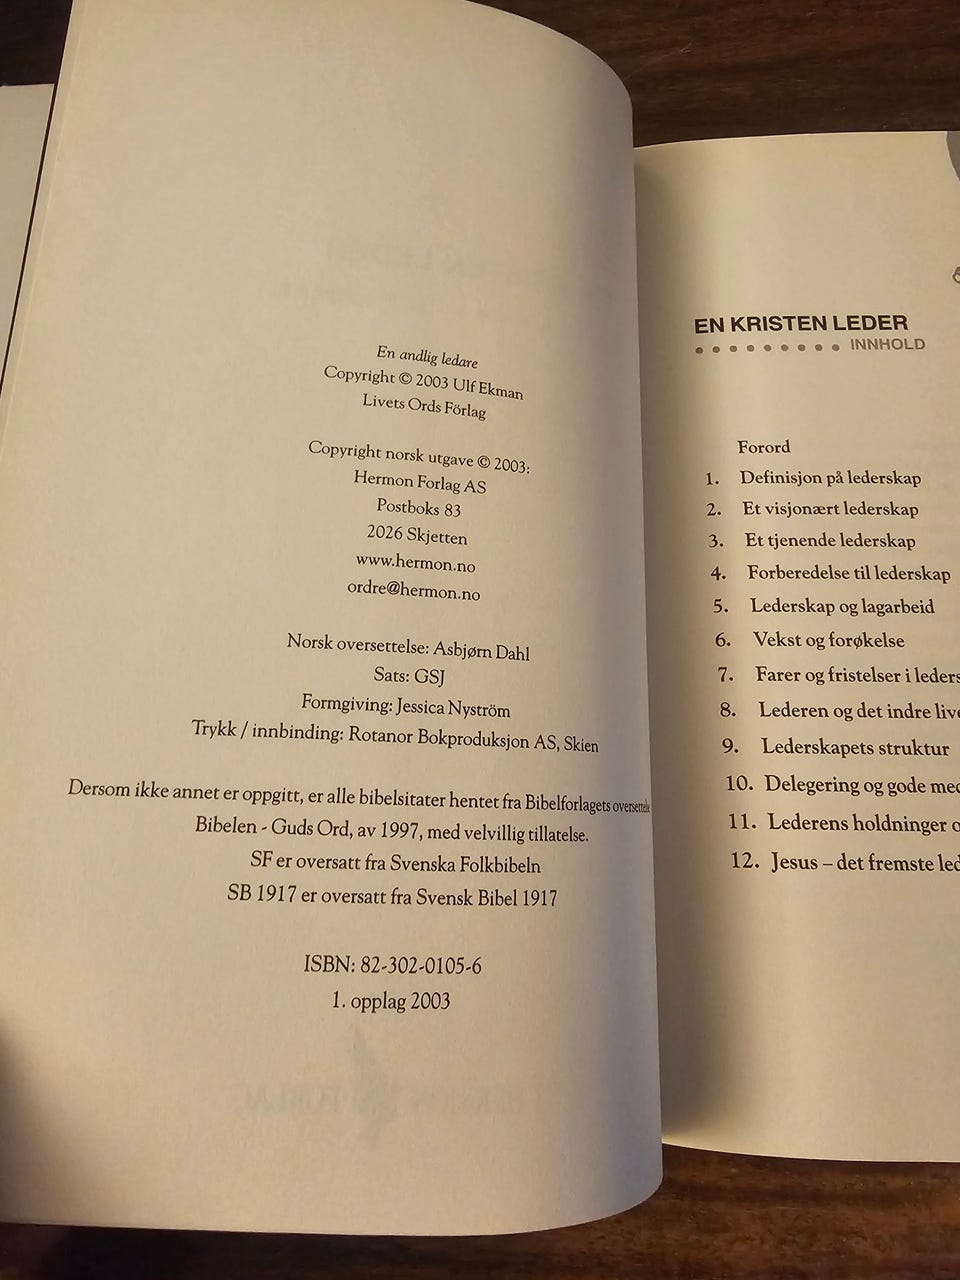 En andlig ledare
Copyright © 2003 Ulf Ekman
Livets Ords Förlag
Copyright norsk utgave © 2003:
Hermon Forlag AS
Postboks 83
2026 Skjetten
www.hermon.no
ordre@hermon.no
Norsk oversettelse: Asbjørn Dahl
Sats: GSJ
Formgiving: Jessica Nyström
Trykk / innbinding: Rotanor Bokproduksjon AS, Skien
Dersom ikke annet er oppgitt, er alle bibelsitater hentet fra Bibelforlagets oversettelse
Bibelen - Guds Ord, av 1997, med velvillig tillatelse.
SF er oversatt fra Svenska Folkbibeln
SB 1917 er oversatt fra Svensk Bibel 1917
ISBN: 82-302-0105-6
1. opplag 2003
EN KRISTEN LEDER
INNHOLD
Forord
1. Definisjon på lederskap
2. Et visjonært lederskap
3. Et tjenende lederskap
4. Forberedelse til lederskap
5. Lederskap og lagarbeid
6. Vekst og forøkelse
7. Farer og fristelser i
8. Lederen og det indre
9. Lederskapets struktur
10. Delegering og gode
11. Lederens holdninger
12. Jesus – det fremste